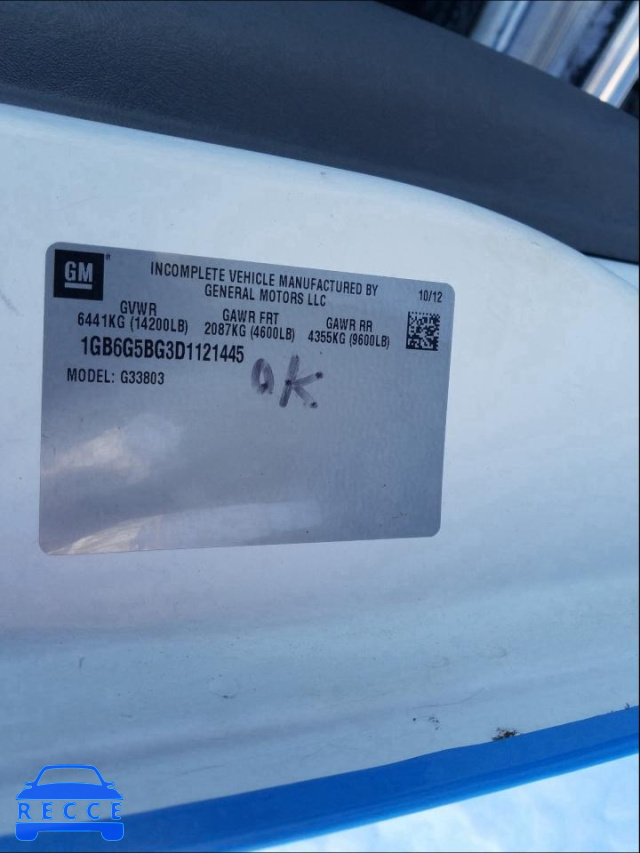 GM ®
INCOMPLETE VEHICLE MANUFACTURED BY
GENERAL MOTORS LLC
10/12
GVWR GAWR FRT GAWR RR
6441KG (14200LB) 2087KG (4600LB) 4355KG (9600LB)
1GB6G5BG3D1121445
MODEL: G33803
OK
RECCE